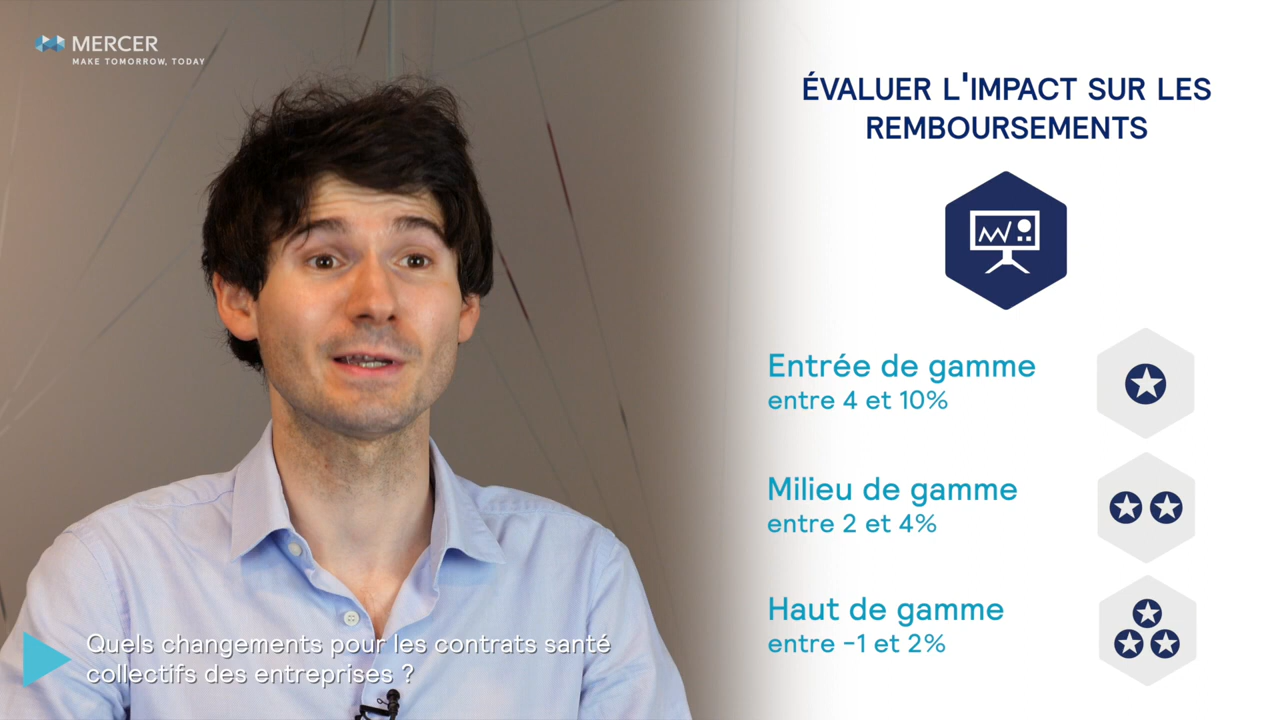 MERCER
MAKE TOMORROW, TODAY
ÉVALUER L'IMPACT SUR LES
REMBOURSEMENTS
Entrée de gamme
entre 4 et 10%
Milieu de gamme
entre 2 et 4%
Haut de gamme
entre -1 et 2%
Quels changements pour les contrats santé
collectifs des entreprises ?